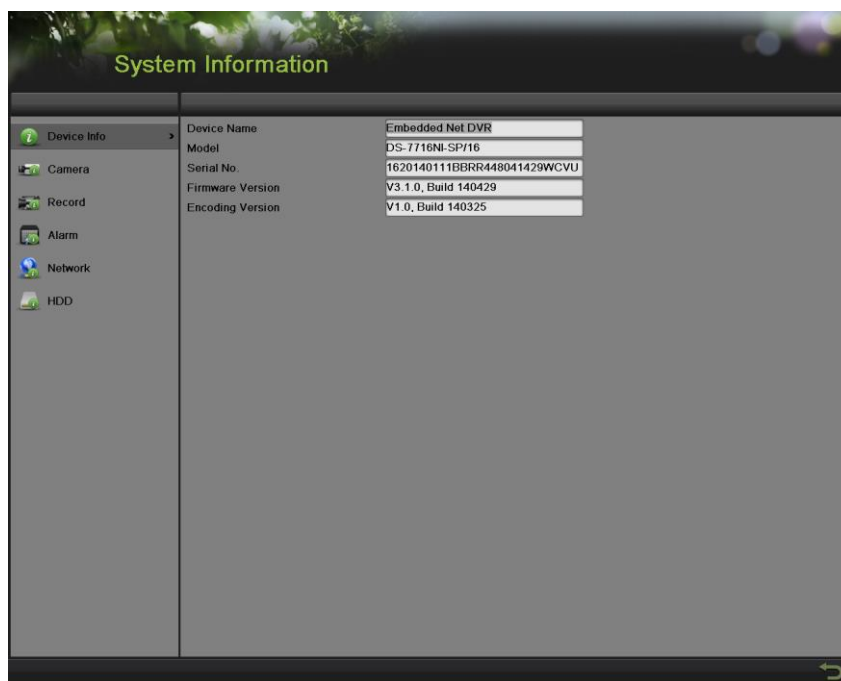 System Information
Device Info
Camera
Record
Alarm
Network
HDD
Device Name Embedded Net DVR
Model DS-7716NI-SP/16
Serial No. 1620140111BBRR448041429WCVU
Firmware Version V3.1.0, Build 140429
Encoding Version V1.0, Build 140325